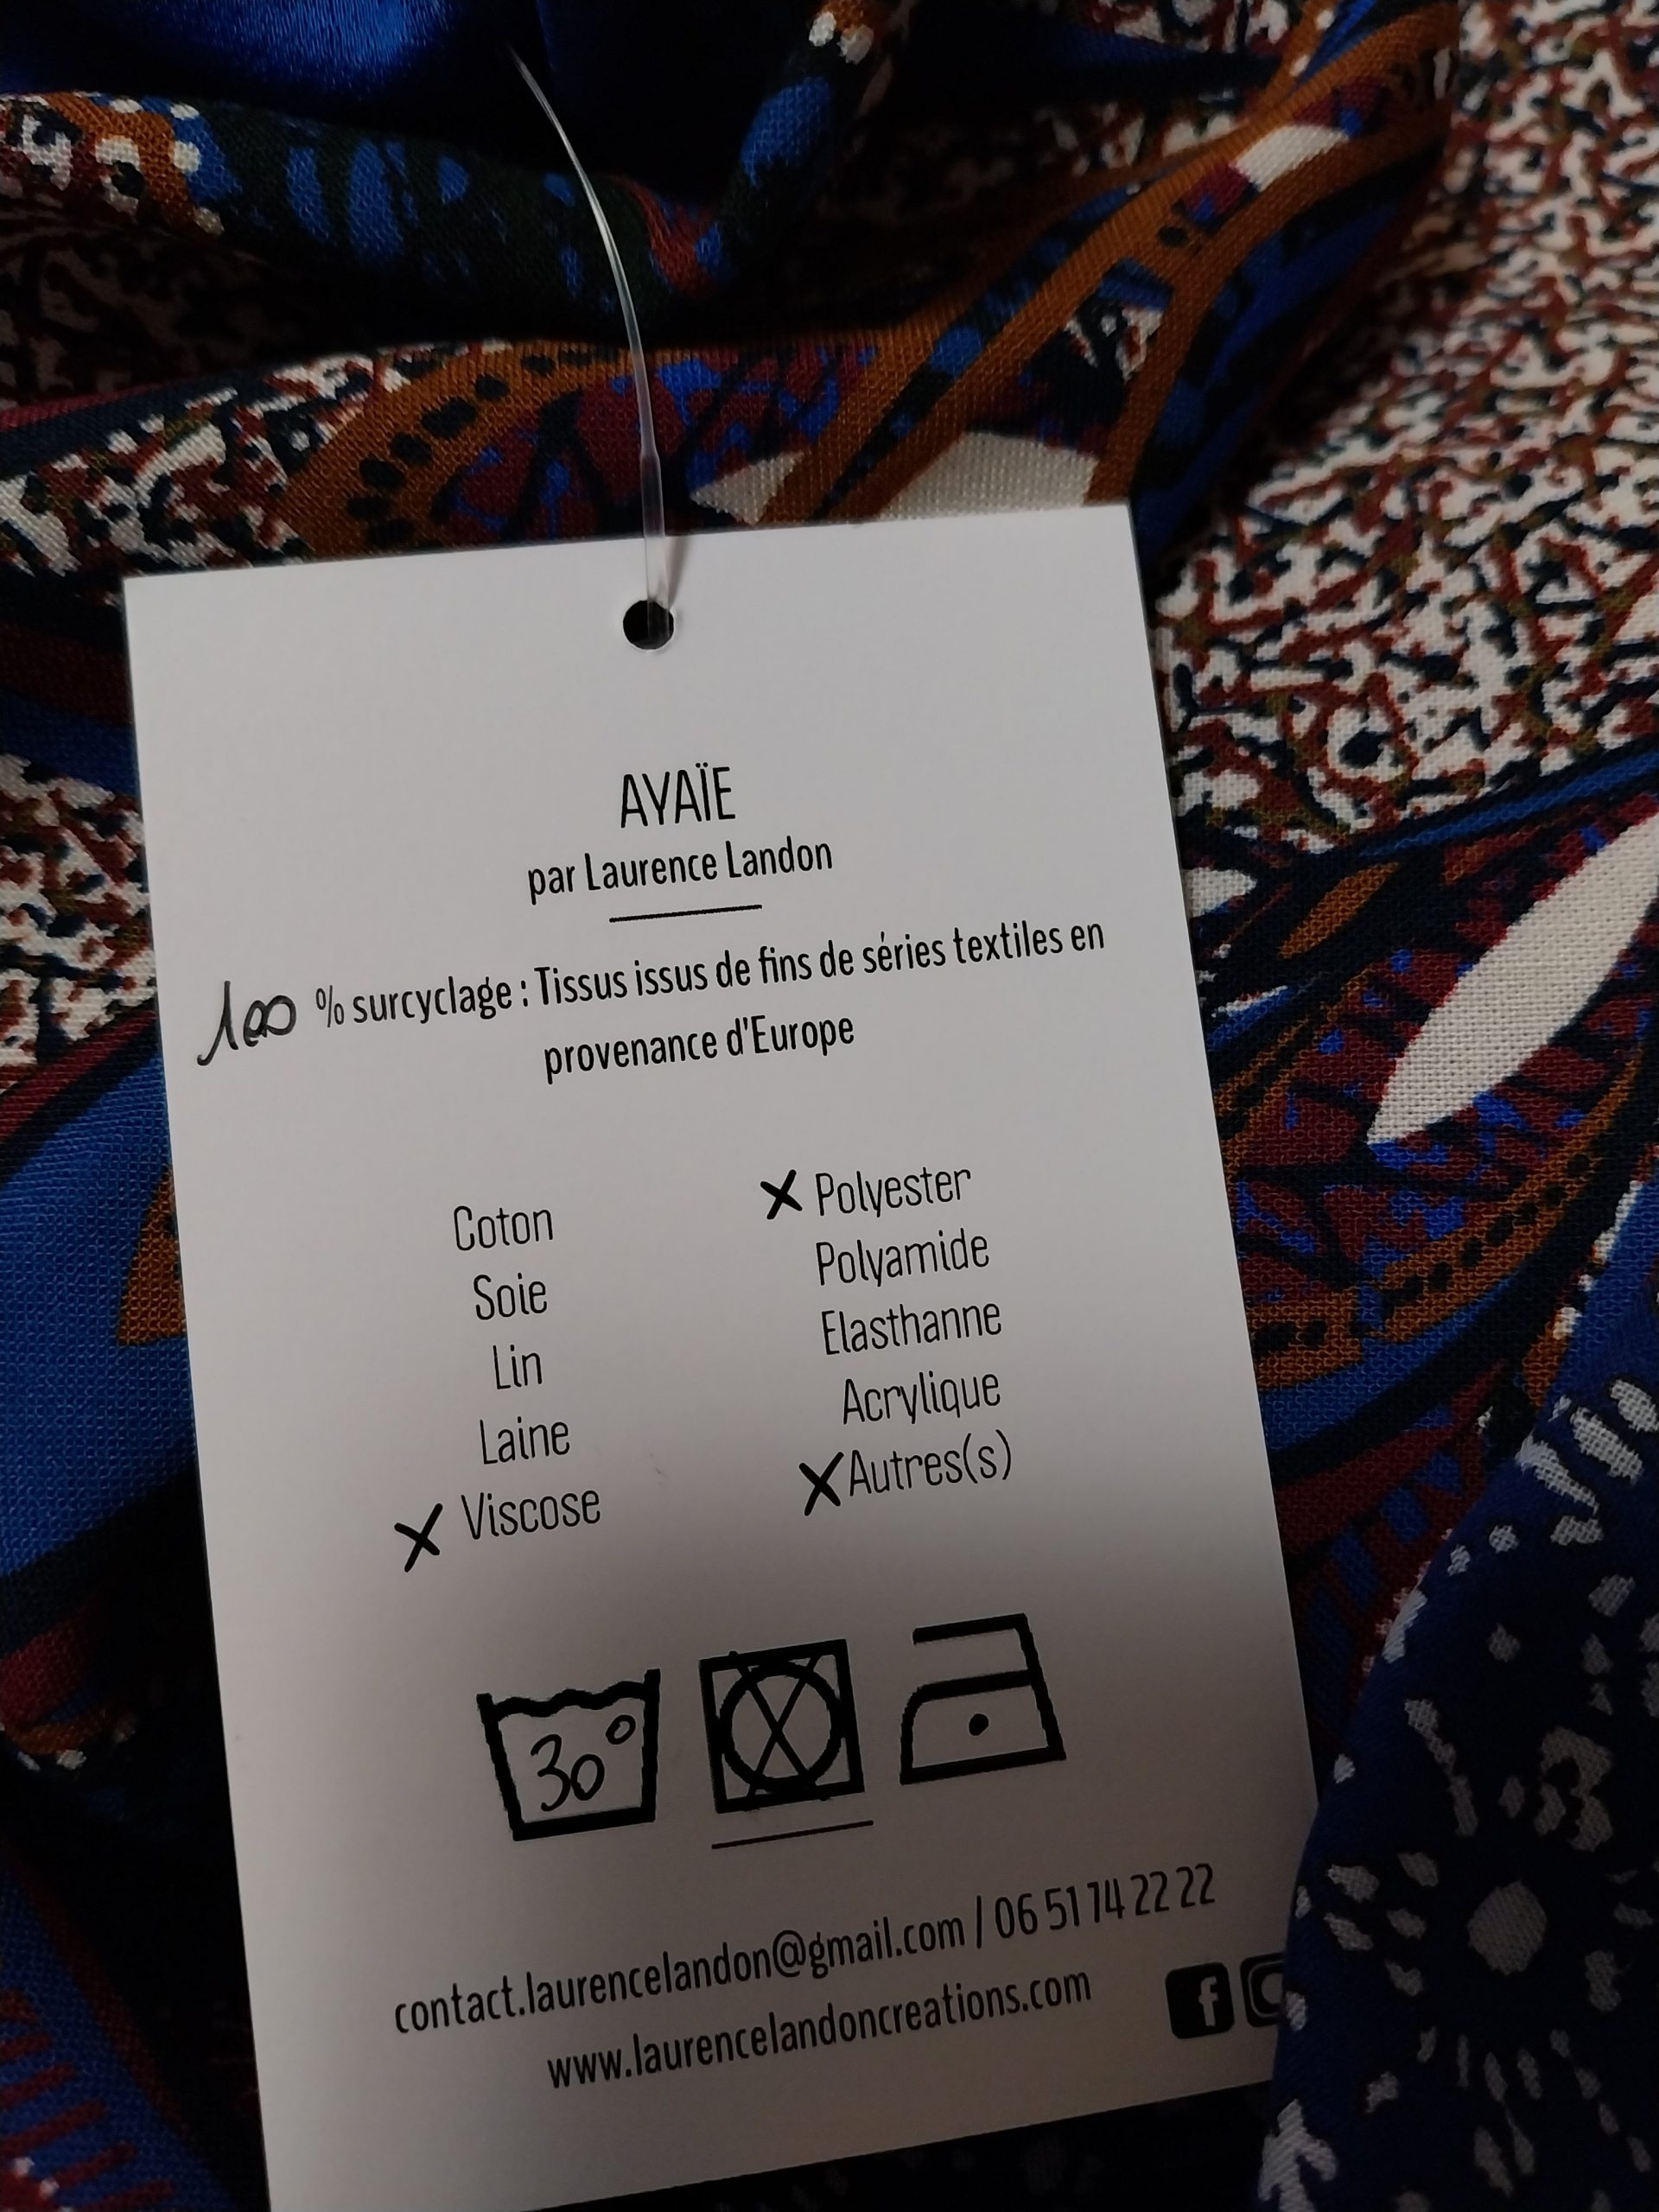 AYAÏE
par Laurence Landon
100 % surcyclage : Tissus issus de fins de séries textiles en
provenance d'Europe
Coton
Soie
Lin
Laine
X Viscose
X Polyester
Polyamide
Elasthanne
Acrylique
X Autres(s)
30°
contact.laurencelandon@gmail.com / 06 51 74 22 22
www.laurencelandoncreations.com f